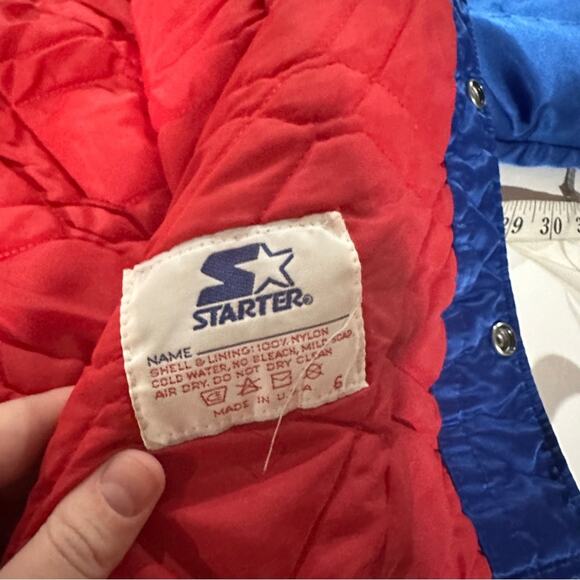 STARTER®
NAME
SHELL & LINING: 100% NYLON
COLD WATER, NO BLEACH, MILD SOAP
AIR DRY. DO NOT DRY CLEAN
MADE IN U.S.A 6
29 30